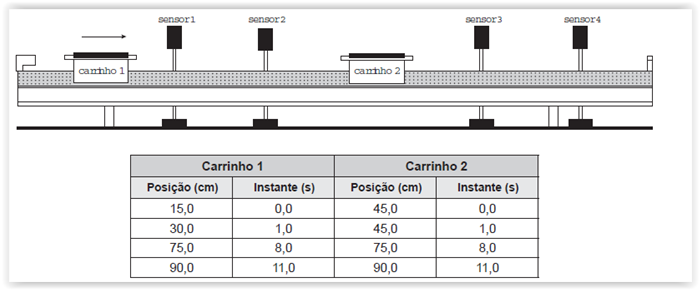 sensor1 sensor2 sensor3 sensor4
carrinho 1 carrinho 2
Carrinho 1 Carrinho 2
Posição (cm) Instante (s) Posição (cm) Instante (s)
15,0 0,0 45,0 0,0
30,0 1,0 45,0 1,0
75,0 8,0 75,0 8,0
90,0 11,0 90,0 11,0